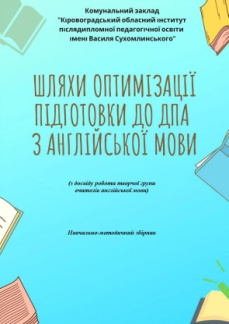 Комунальний заклад
"Кіровоградський обласний інститут
післядипломної педагогічної освіти
імені Василя Сухомлинського"
ШЛЯХИ ОПТИМІЗАЦІЇ
ПІДГОТОВКИ ДО ДПА
З АНГЛІЙСЬКОЇ МОВИ
(з досвіду роботи творчої групи
вчителів англійської мови)
Навчально-методичний збірник